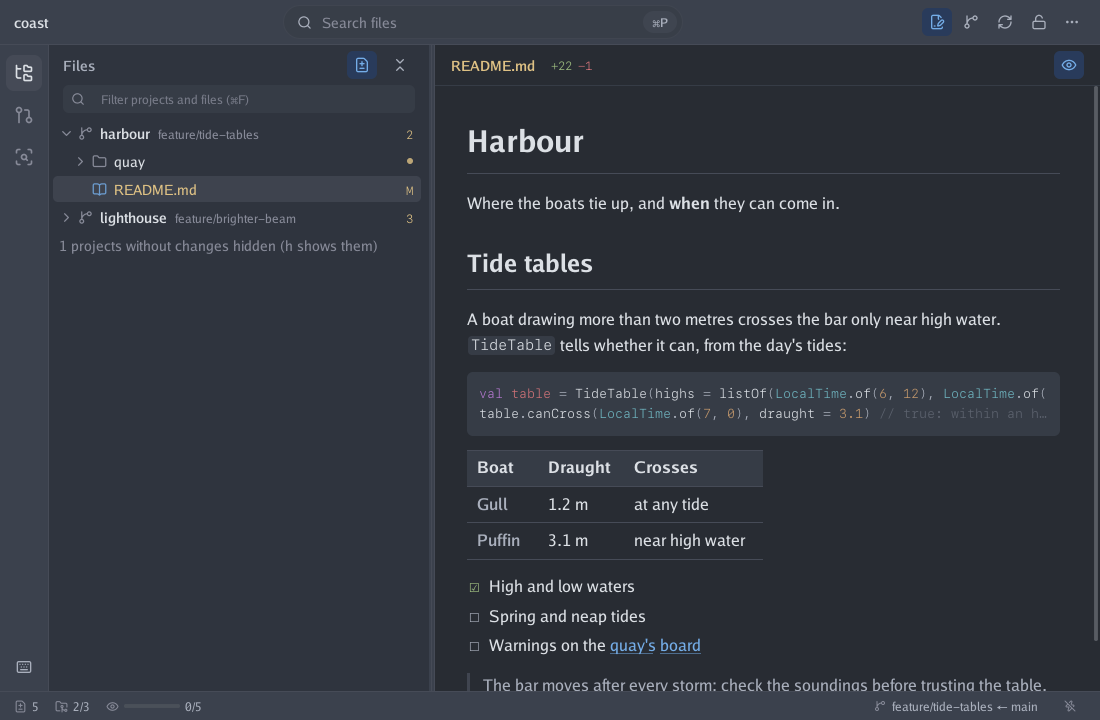 coast
Search files
⌘P
Files
Filter projects and files (⌘F)
harbour feature/tide-tables 2
quay
README.md M
lighthouse feature/brighter-beam 3
1 projects without changes hidden (h shows them)
README.md +22 −1
Harbour
Where the boats tie up, and when they can come in.
Tide tables
A boat drawing more than two metres crosses the bar only near high water.
TideTable tells whether it can, from the day's tides:
val table = TideTable(highs = listOf(LocalTime.of(6, 12), LocalTime.of(
table.canCross(LocalTime.of(7, 0), draught = 3.1) // true: within an h…
Boat Draught Crosses
Gull 1.2 m at any tide
Puffin 3.1 m near high water
High and low waters
Spring and neap tides
Warnings on the quay's board
The bar moves after every storm: check the soundings before trusting the table.
5 2/3 0/5 feature/tide-tables ← main